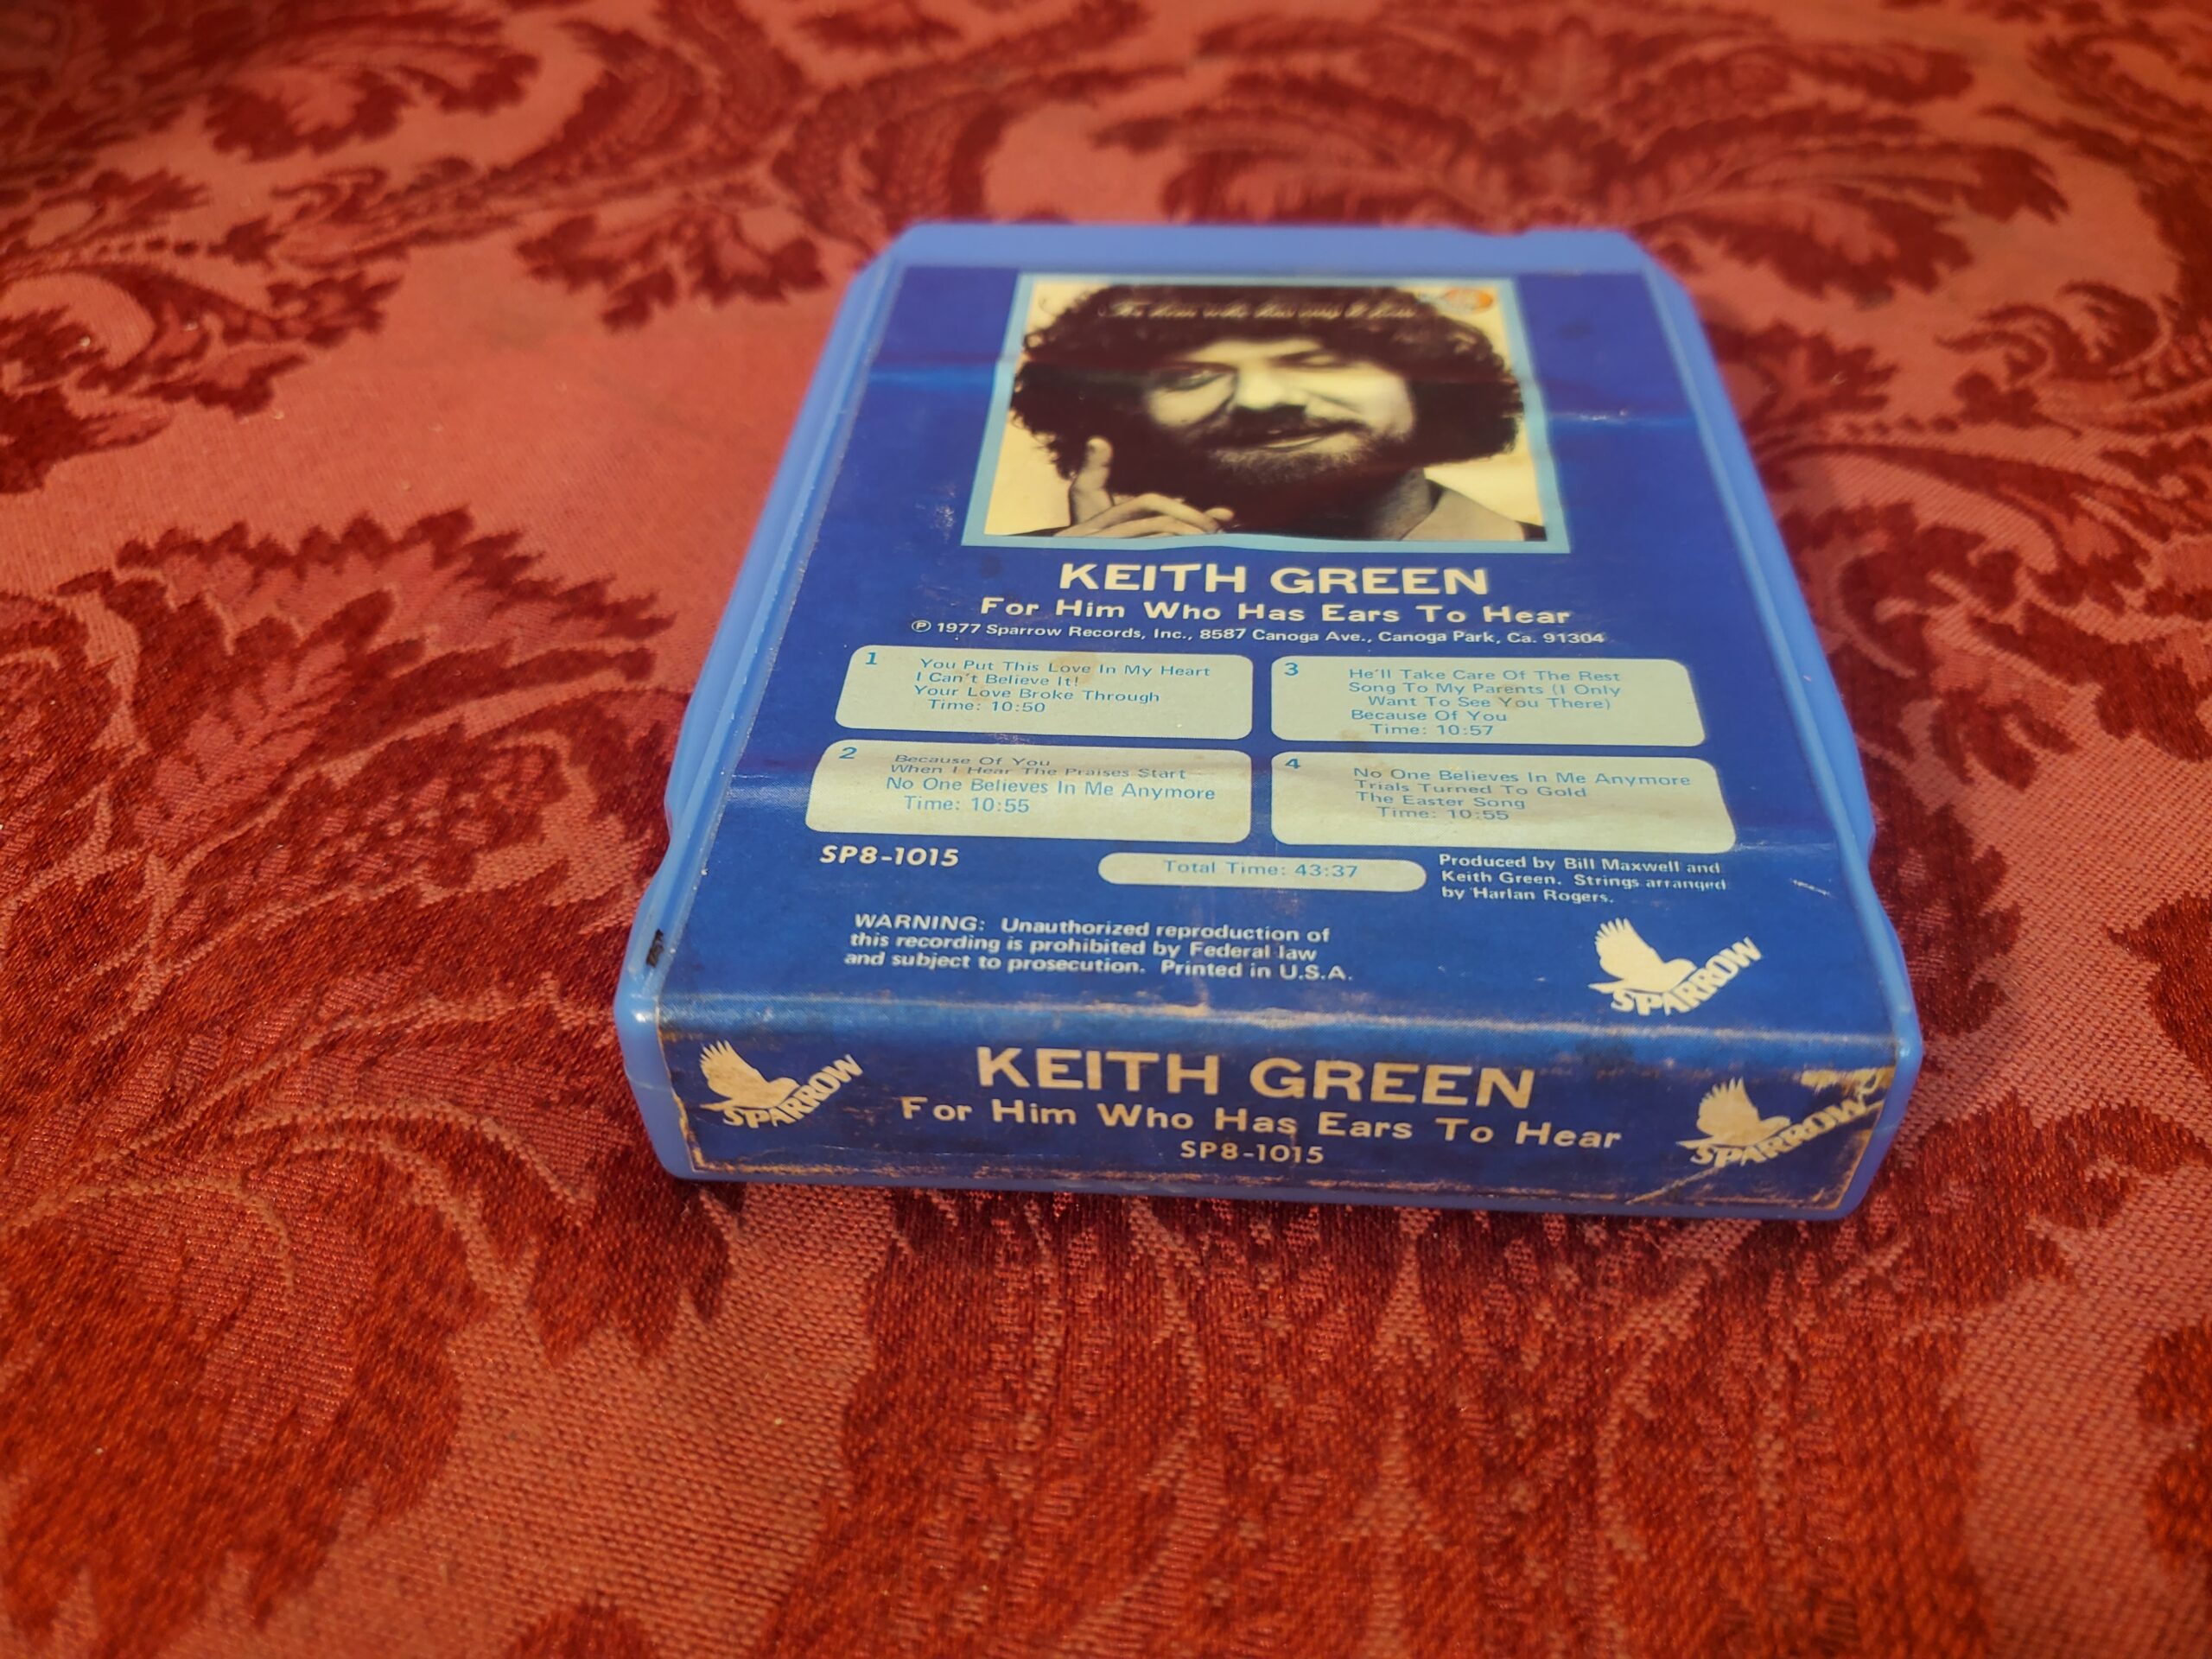 For him who has ears to hear
KEITH GREEN
For Him Who Has Ears To Hear
℗ 1977 Sparrow Records, Inc., 8587 Canoga Ave., Canoga Park, Ca. 91304
1
You Put This Love In My Heart
I Can't Believe It!
Your Love Broke Through
Time: 10:50
2
Because Of You
When I Hear The Praises Start
No One Believes In Me Anymore
Time: 10:55
3
He'll Take Care Of The Rest
Song To My Parents (I Only
Want To See You There)
Because Of You
Time: 10:57
4
No One Believes In Me Anymore
Trials Turned To Gold
The Easter Song
Time: 10:55
SP8-1015
Total Time: 43:37
Produced by Bill Maxwell and
Keith Green. Strings arranged
by Harlan Rogers.
WARNING: Unauthorized reproduction of
this recording is prohibited by Federal law
and subject to prosecution. Printed in U.S.A.
SPARROW
SPARROW
KEITH GREEN
For Him Who Has Ears To Hear
SP8-1015
SPARROW